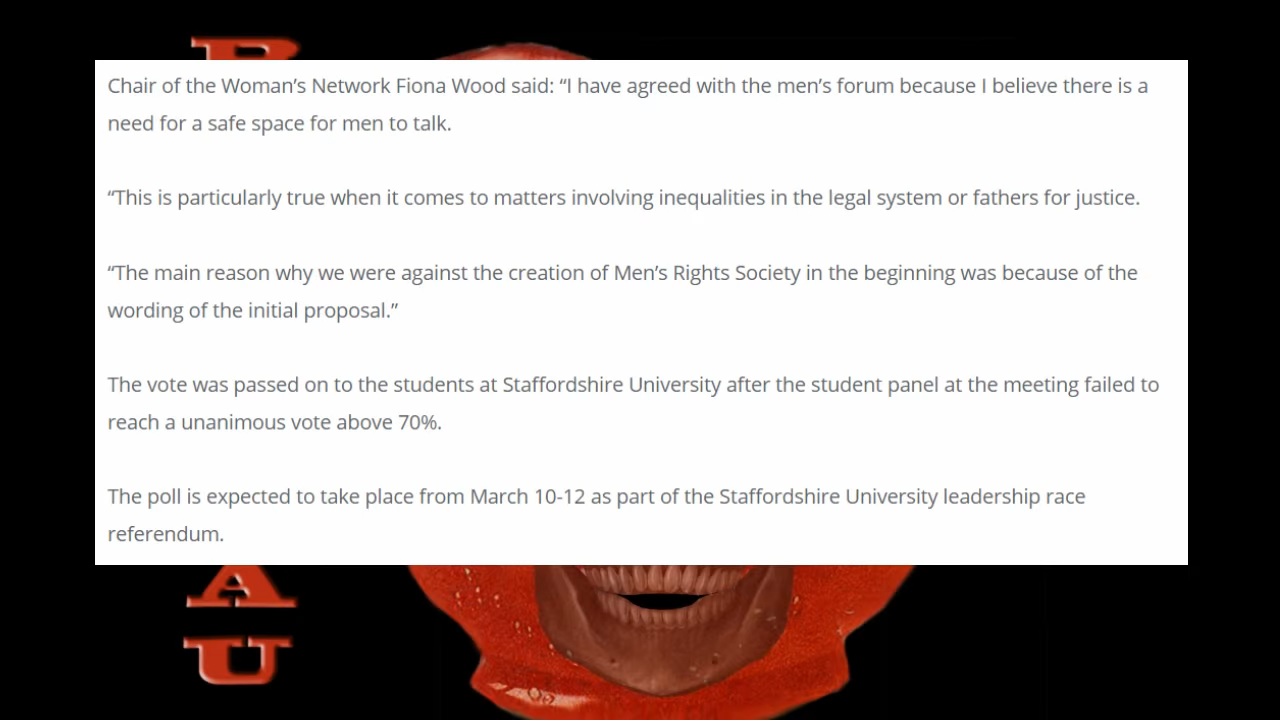 R
Chair of the Woman’s Network Fiona Wood said: “I have agreed with the men’s forum because I believe there is a
need for a safe space for men to talk.
“This is particularly true when it comes to matters involving inequalities in the legal system or fathers for justice.
“The main reason why we were against the creation of Men’s Rights Society in the beginning was because of the
wording of the initial proposal.”
The vote was passed on to the students at Staffordshire University after the student panel at the meeting failed to
reach a unanimous vote above 70%.
The poll is expected to take place from March 10-12 as part of the Staffordshire University leadership race
referendum.
A
U